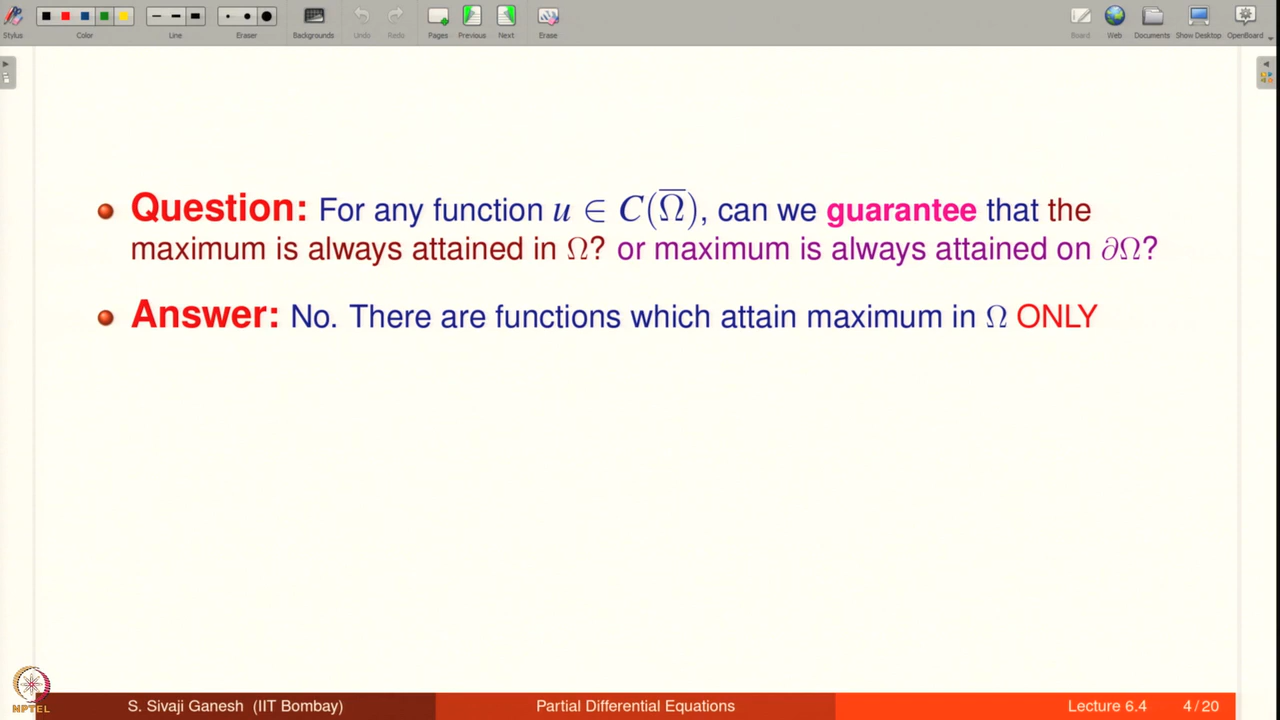 Stylus Color Line Eraser Backgrounds Undo Redo Pages Previous Next Erase Board Web Documents Show Desktop OpenBoard
Question: For any function u ∈ C(Ω̅), can we guarantee that the
maximum is always attained in Ω? or maximum is always attained on ∂Ω?
Answer: No. There are functions which attain maximum in Ω ONLY
NPTEL
S. Sivaji Ganesh (IIT Bombay) Partial Differential Equations Lecture 6.4 4/20